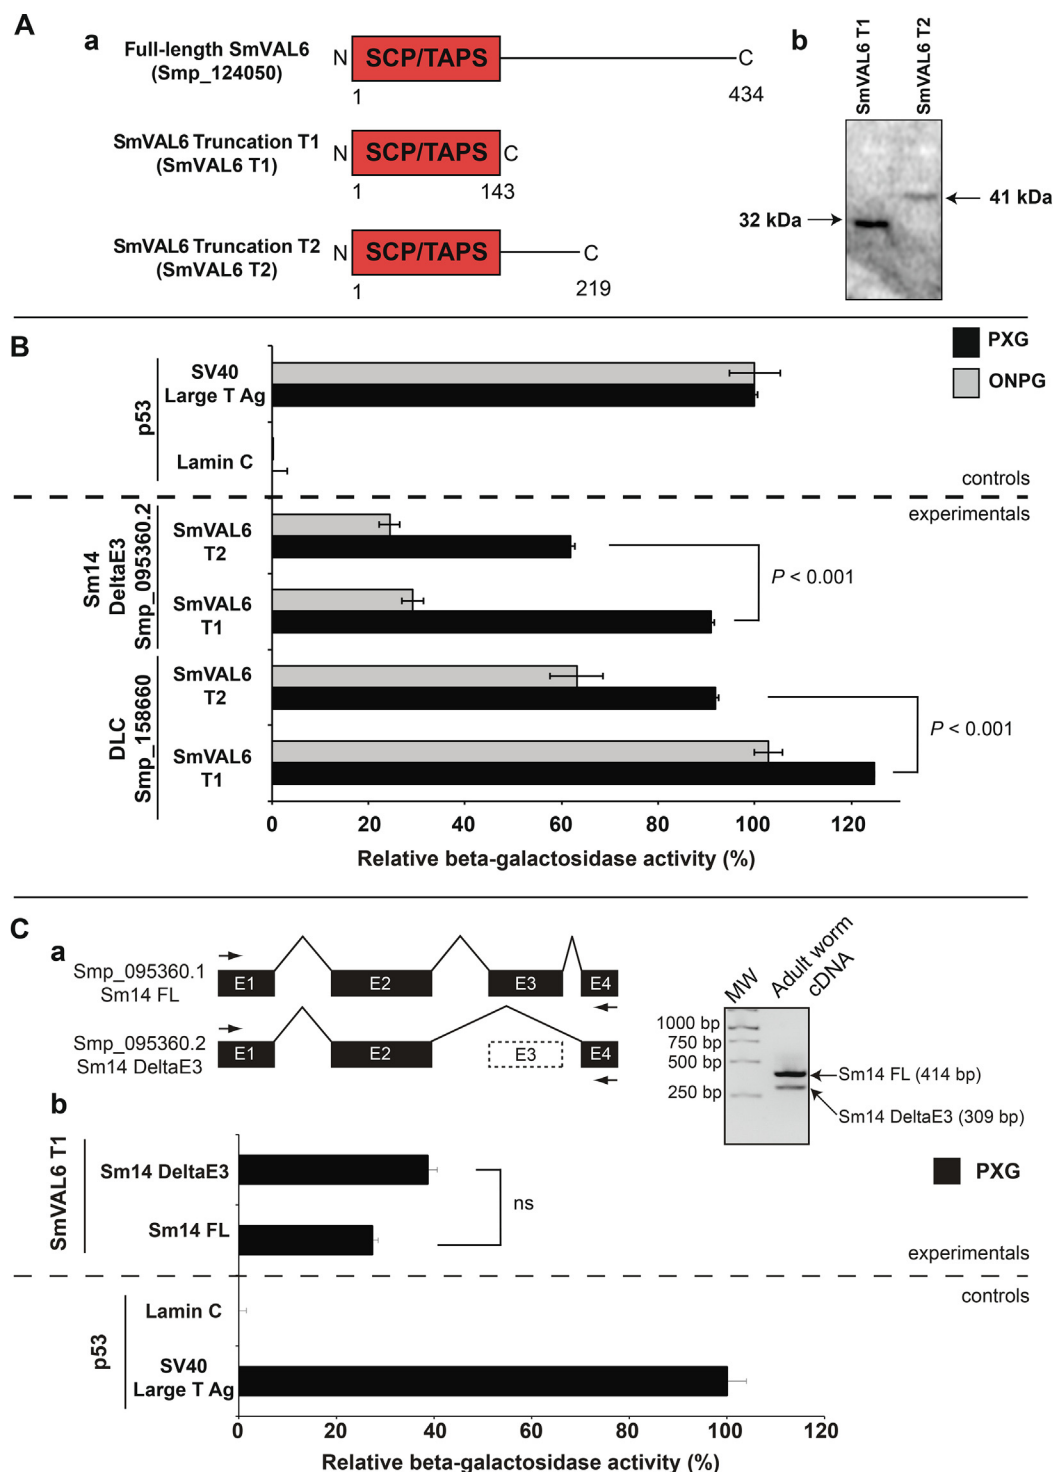 A
a
Full-length SmVAL6
(Smp_124050)
N
SCP/TAPS
C
1
434
SmVAL6 Truncation T1
(SmVAL6 T1)
N
SCP/TAPS
C
1
143
SmVAL6 Truncation T2
(SmVAL6 T2)
N
SCP/TAPS
C
1
219
b
SmVAL6 T1
SmVAL6 T2
32 kDa
41 kDa
B
PXG
ONPG
p53
SV40
Large T Ag
Lamin C
controls
experimentals
Sm14
DeltaE3
Smp_095360.2
SmVAL6
T2
SmVAL6
T1
P < 0.001
DLC
Smp_158660
SmVAL6
T2
SmVAL6
T1
P < 0.001
0 20 40 60 80 100 120
Relative beta-galactosidase activity (%)
C
a
Smp_095360.1
Sm14 FL
E1 E2 E3 E4
Smp_095360.2
Sm14 DeltaE3
E1 E2 E3 E4
MW
Adult worm
cDNA
1000 bp
750 bp
500 bp
250 bp
Sm14 FL (414 bp)
Sm14 DeltaE3 (309 bp)
b
SmVAL6 T1
Sm14 DeltaE3
Sm14 FL
ns
PXG
experimentals
controls
p53
Lamin C
SV40
Large T Ag
0 20 40 60 80 100 120
Relative beta-galactosidase activity (%)